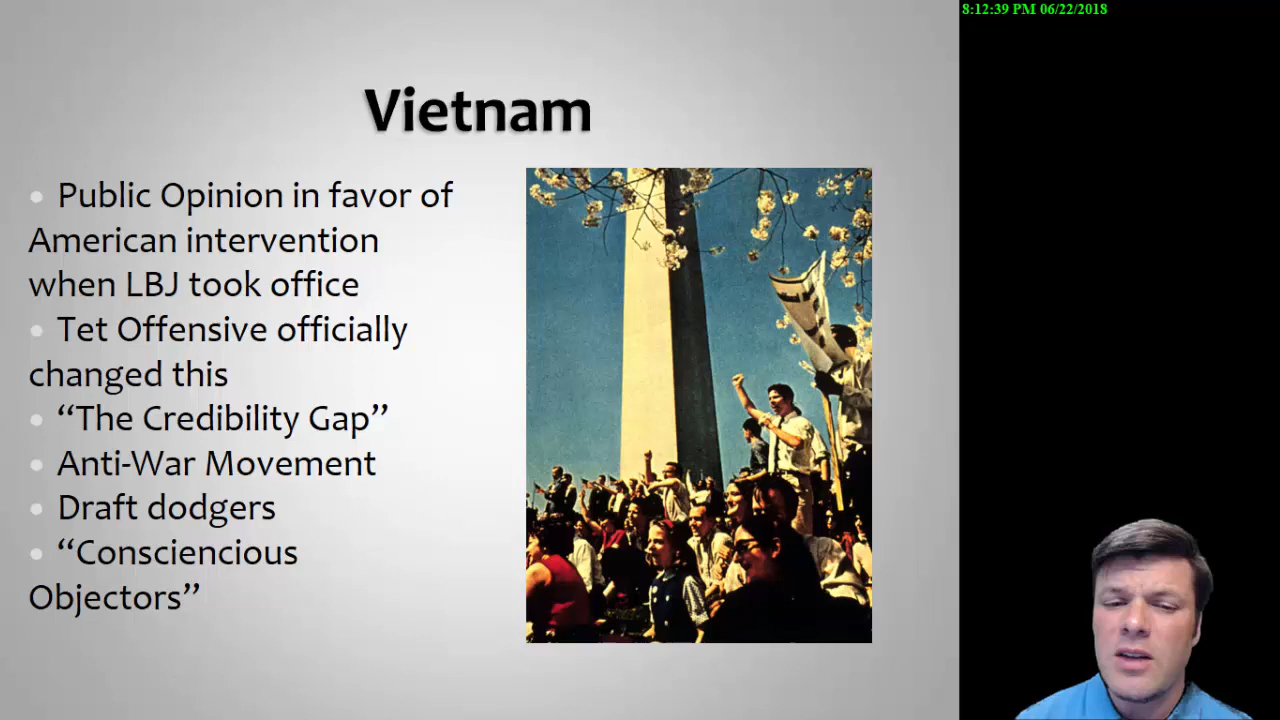 8:12:39 PM 06/22/2018
Vietnam
• Public Opinion in favor of
American intervention
when LBJ took office
• Tet Offensive officially
changed this
• “The Credibility Gap”
• Anti-War Movement
• Draft dodgers
• “Consciencious
Objectors”